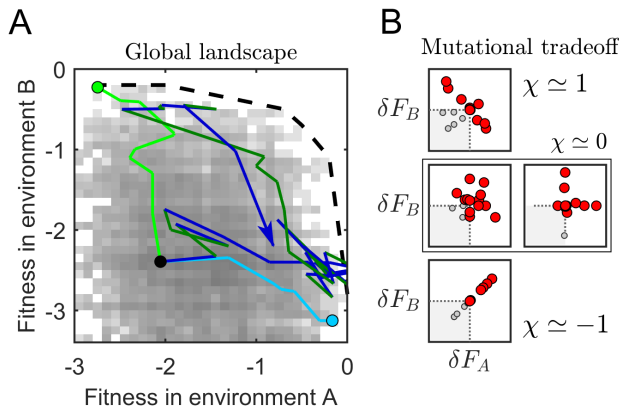 A
Global landscape
Fitness in environment B
0
-1
-2
-3
-3
-2
-1
0
Fitness in environment A
B
Mutational tradeoff
δF_B
χ ≃ 1
χ ≃ 0
δF_B
δF_B
χ ≃ −1
δF_A